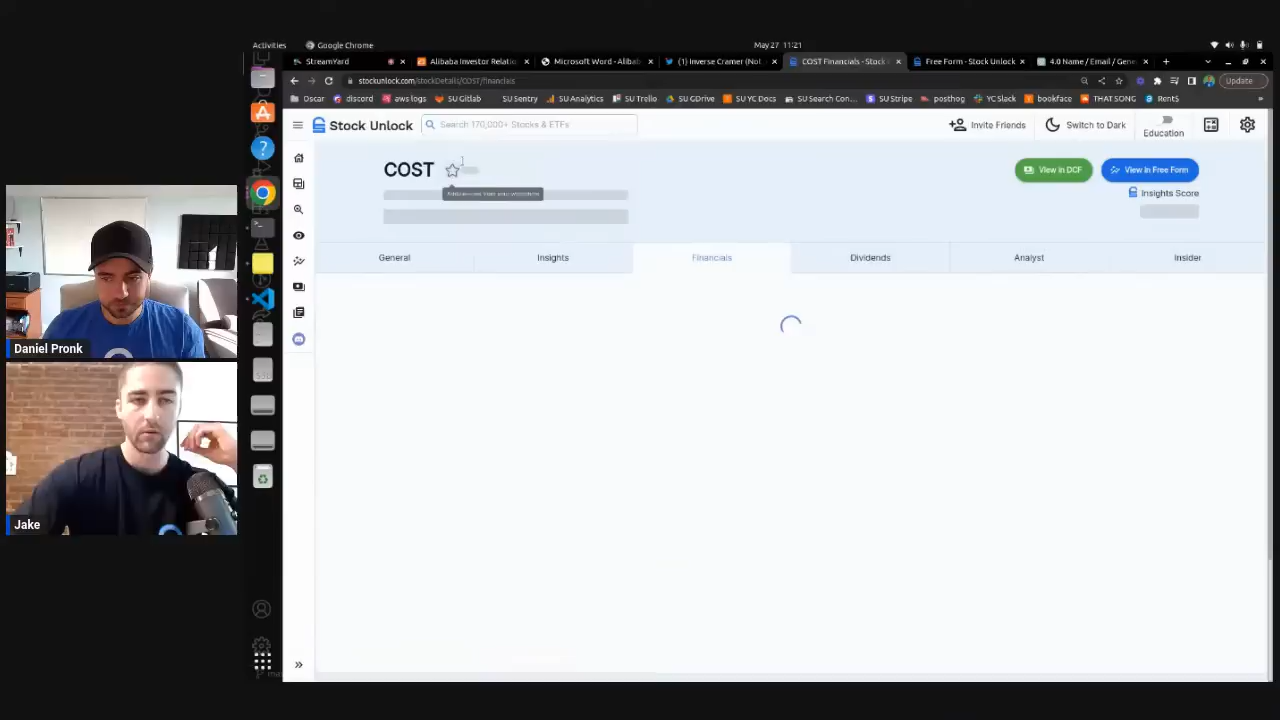 Activities
Google Chrome
May 27 11:21
StreamYard
Alibaba Investor Relatio
Microsoft Word - Alibab
(1) Inverse Cramer (Not
COST Financials - Stock
Free Form - Stock Unlock
4.0 Name / Email / Gene
stockunlock.com/stockDetails/COST/financials
Update
Oscar
discord
aws logs
SU Gitlab
SU Sentry
SU Analytics
SU Trello
SU GDrive
SU YC Docs
SU Search Con...
SU Stripe
posthog
YC Slack
bookface
THAT SONG
Rent5
Stock Unlock
Search 170,000+ Stocks & ETFs
Invite Friends
Switch to Dark
Education
COST
View in DCF
View in Free Form
Insights Score
General
Insights
Financials
Dividends
Analyst
Insider
Daniel Pronk
Jake